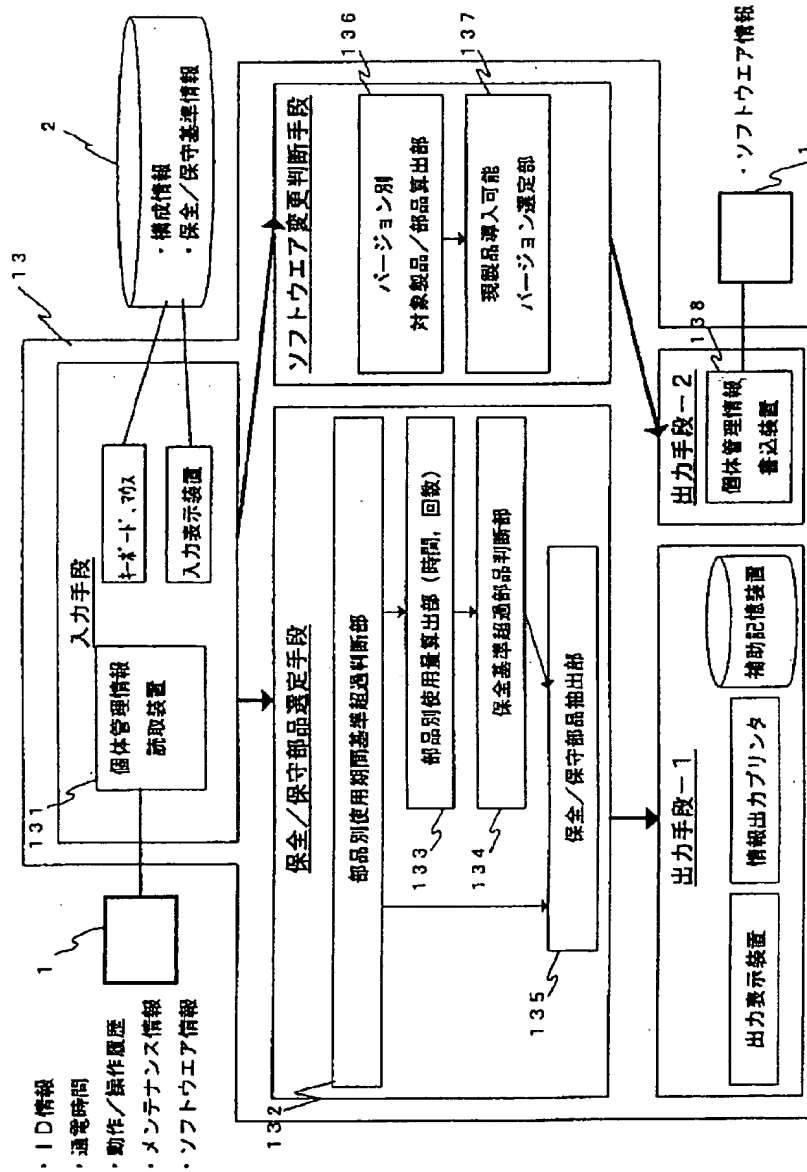 ・ID情報
・通電時間
・動作/操作履歴
・メンテナンス情報
・ソフトウエア情報
1
131
入力手段
個体管理情報
読取装置
キーボード、マウス
入力表示装置
13
2
・構成情報
・保全/保守基準情報
保全/保守部品選定手段
132
部品別使用期間基準超過判断部
133
部品別使用量算出部(時間, 回数)
134
保全基準超過部品判断部
135
保全/保守部品抽出部
ソフトウエア変更判断手段
136
バージョン別
対象製品/部品算出部
137
現製品導入可能
バージョン選定部
出力手段-1
出力表示装置
情報出力プリンタ
補助記憶装置
出力手段-2
138
個体管理情報
書込装置
1
・ソフトウエア情報